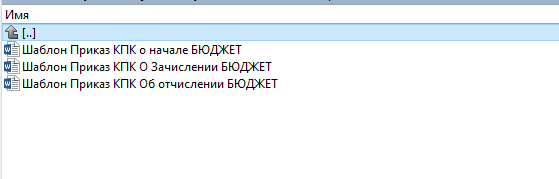 Имя
[..]
Шаблон Приказ КПК о начале БЮДЖЕТ
Шаблон Приказ КПК О Зачислении БЮДЖЕТ
Шаблон Приказ КПК Об отчислении БЮДЖЕТ